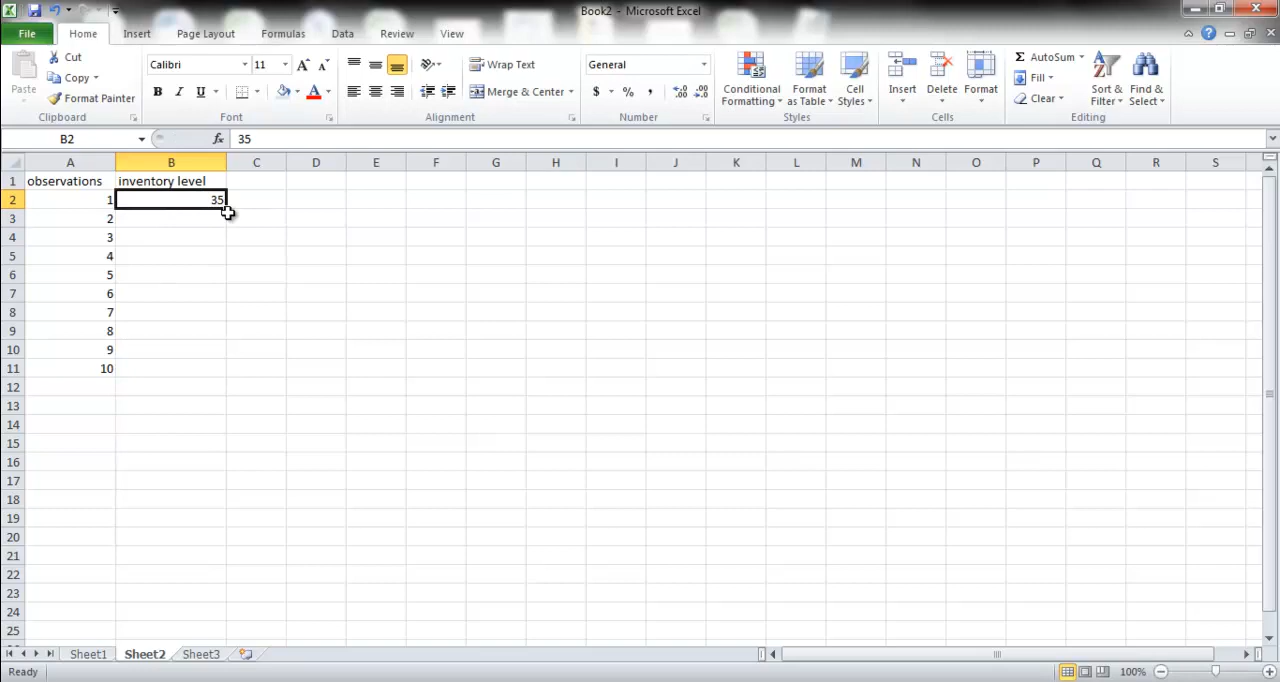 Book2 - Microsoft Excel
File Home Insert Page Layout Formulas Data Review View
Paste
Cut
Copy
Format Painter
Clipboard
Calibri 11
Font
Wrap Text
Merge & Center
Alignment
General
$ % ,
Number
Conditional Formatting
Format as Table
Cell Styles
Styles
Insert
Delete
Format
Cells
Σ AutoSum
Fill
Clear
Sort & Filter
Find & Select
Editing
B2 fx 35
A B C D E F G H I J K L M N O P Q R S
1 observations inventory level
2 1 35
3 2
4 3
5 4
6 5
7 6
8 7
9 8
10 9
11 10
12
13
14
15
16
17
18
19
20
21
22
23
24
25
Sheet1 Sheet2 Sheet3
Ready 100%